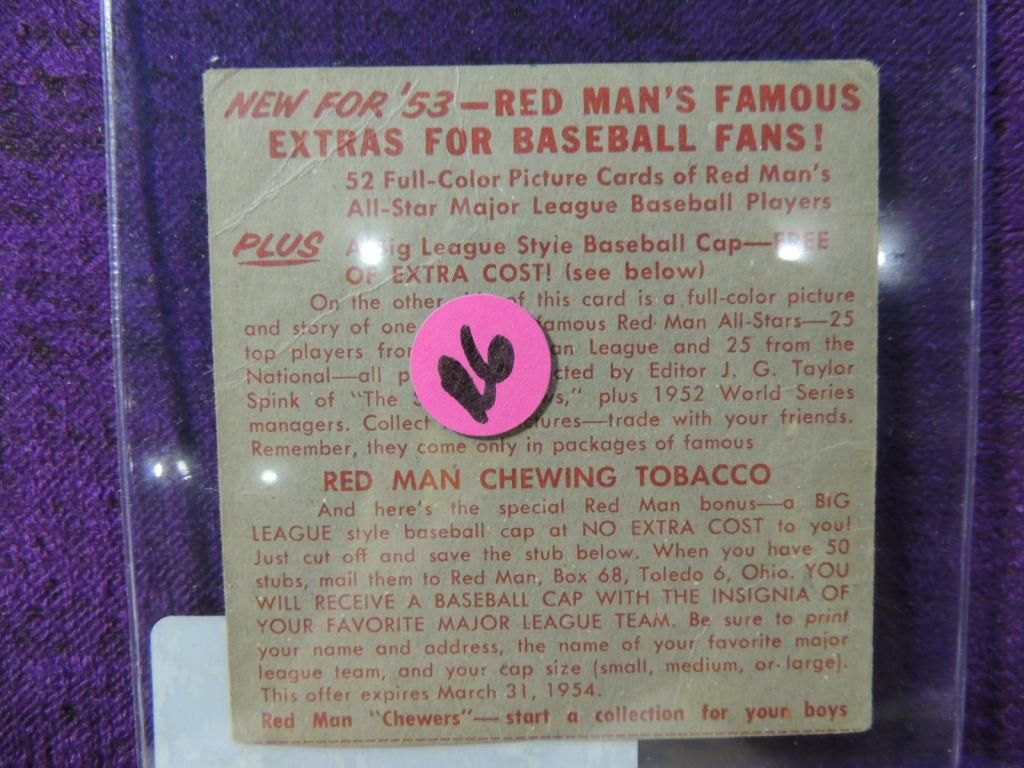 NEW FOR '53 — RED MAN'S FAMOUS
EXTRAS FOR BASEBALL FANS!
52 Full-Color Picture Cards of Red Man's
All-Star Major League Baseball Players
PLUS A Big League Style Baseball Cap—FREE
OF EXTRA COST! (see below)
On the other of this card is a full-color picture
and story of one famous Red Man All-Stars—25
top players from League and 25 from the
National—all by Editor J. G. Taylor
Spink of "The plus 1952 World Series
managers. Collect —trade with your friends.
Remember, they come only in packages of famous
RED MAN CHEWING TOBACCO
And here's the special Red Man bonus—a BIG
LEAGUE style baseball cap at NO EXTRA COST to you!
Just cut off and save the stub below. When you have 50
stubs, mail them to Red Man, Box 68, Toledo 6, Ohio. YOU
WILL RECEIVE A BASEBALL CAP WITH THE INSIGNIA OF
YOUR FAVORITE MAJOR LEAGUE TEAM. Be sure to print
your name and address, the name of your favorite major
league team, and your cap size (small, medium, or large).
This offer expires March 31, 1954.
Red Man "Chewers"—start a collection for your boys